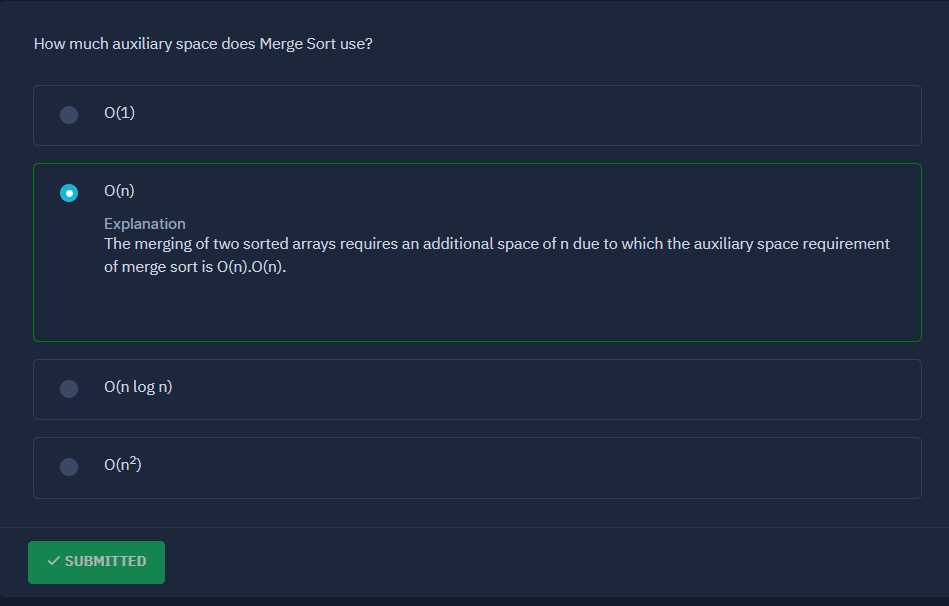 How much auxiliary space does Merge Sort use?
O(1)
O(n)
Explanation
The merging of two sorted arrays requires an additional space of n due to which the auxiliary space requirement
of merge sort is O(n).O(n).
O(n log n)
O(n²)
✓ SUBMITTED